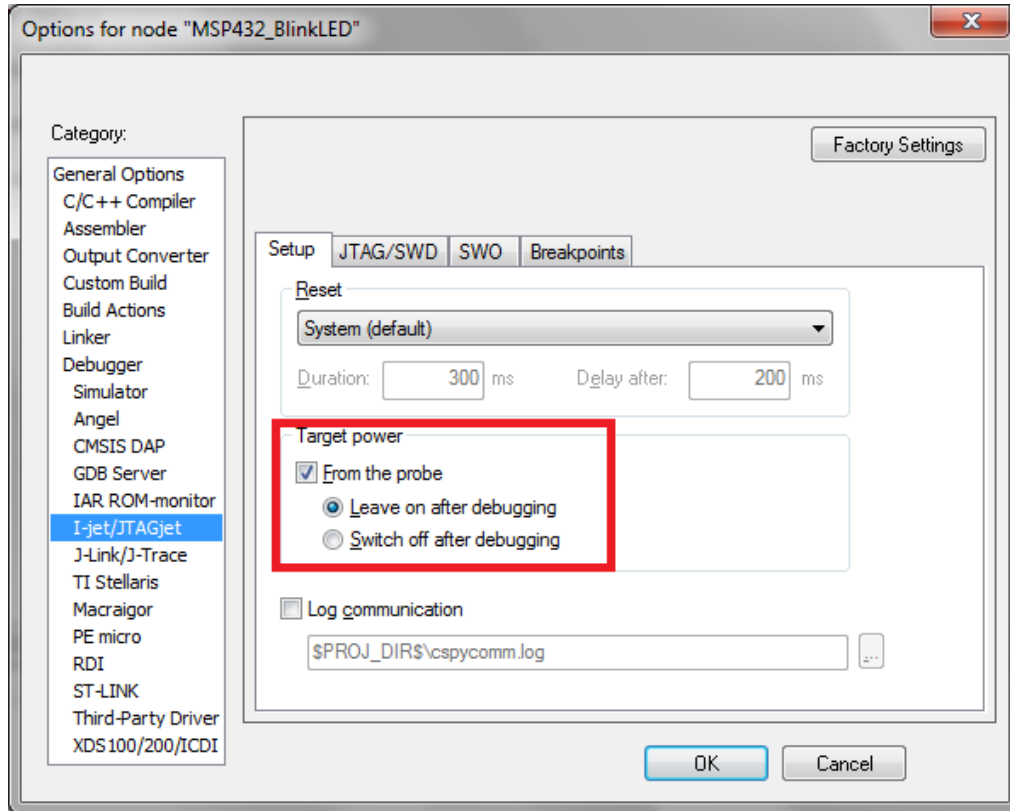 Options for node "MSP432_BlinkLED"
x
Category:
Factory Settings
General Options
C/C++ Compiler
Assembler
Output Converter
Custom Build
Build Actions
Linker
Debugger
Simulator
Angel
CMSIS DAP
GDB Server
IAR ROM-monitor
I-jet/JTAGjet
J-Link/J-Trace
TI Stellaris
Macraigor
PE micro
RDI
ST-LINK
Third-Party Driver
XDS100/200/ICDI
Setup JTAG/SWD SWO Breakpoints
Reset
System (default)
Duration: 300 ms Delay after: 200 ms
Target power
From the probe
Leave on after debugging
Switch off after debugging
Log communication
$PROJ_DIR$\cspycomm.log ...
OK Cancel